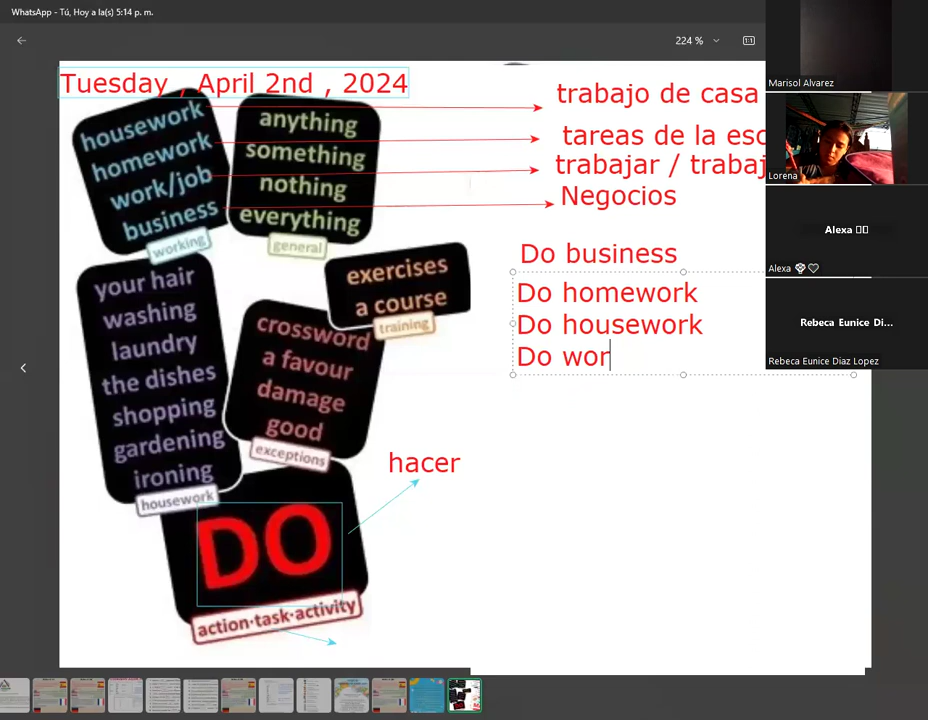 WhatsApp - Tú, Hoy a la(s) 5:14 p. m.
224 %
1:1
Tuesday , April 2nd , 2024
housework
homework
work/job
business
working
anything
something
nothing
everything
general
trabajo de casa
tareas de la esc
trabajar / trabaj
Negocios
your hair
washing
laundry
the dishes
shopping
gardening
ironing
housework
exercises
a course
training
crossword
a favour
damage
good
exceptions
Do business
Do homework
Do housework
Do wor
hacer
DO
action·task·activity
Marisol Alvarez
Lorena
Alexa
Alexa
Rebeca Eunice Di...
Rebeca Eunice Diaz Lopez